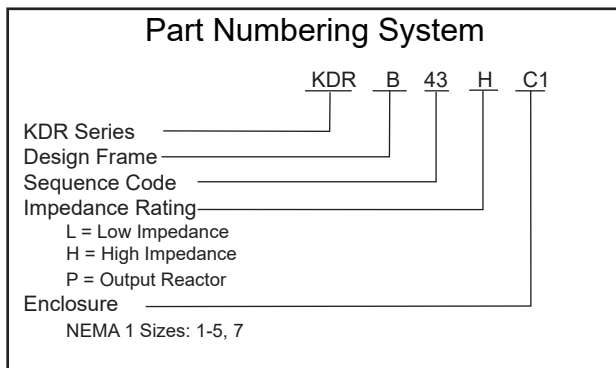 Part Numbering System
KDR B 43 H C1
KDR Series
Design Frame
Sequence Code
Impedance Rating
L = Low Impedance
H = High Impedance
P = Output Reactor
Enclosure
NEMA 1 Sizes: 1-5, 7